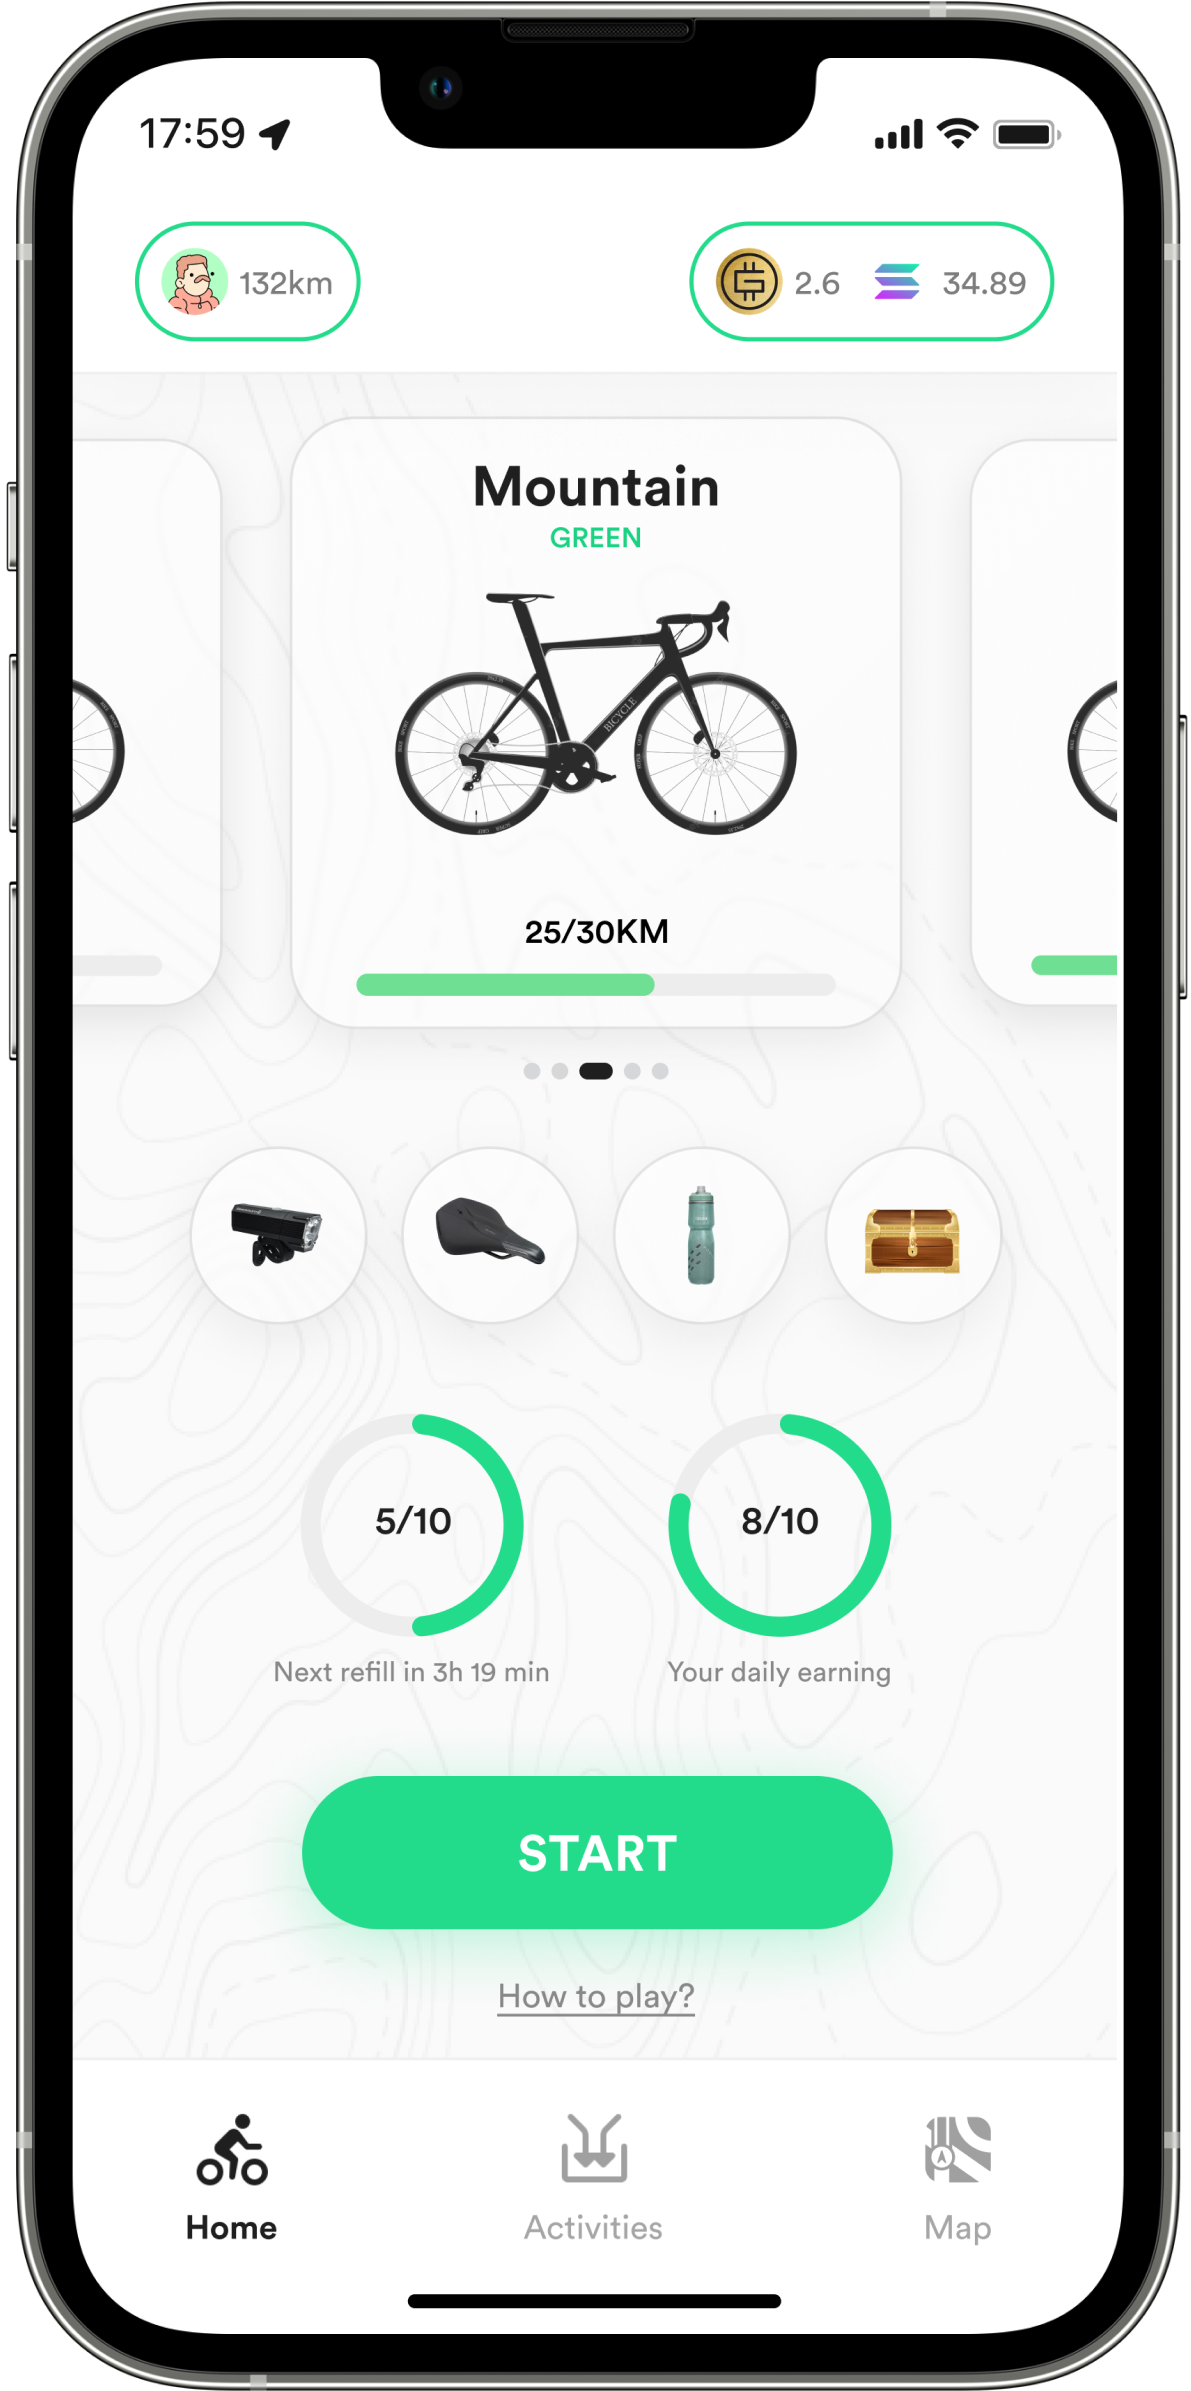 17:59
132km
2.6
34.89
Mountain
GREEN
BICYCLE
25/30KM
5/10
8/10
Next refill in 3h 19 min
Your daily earning
START
How to play?
Home
Activities
Map